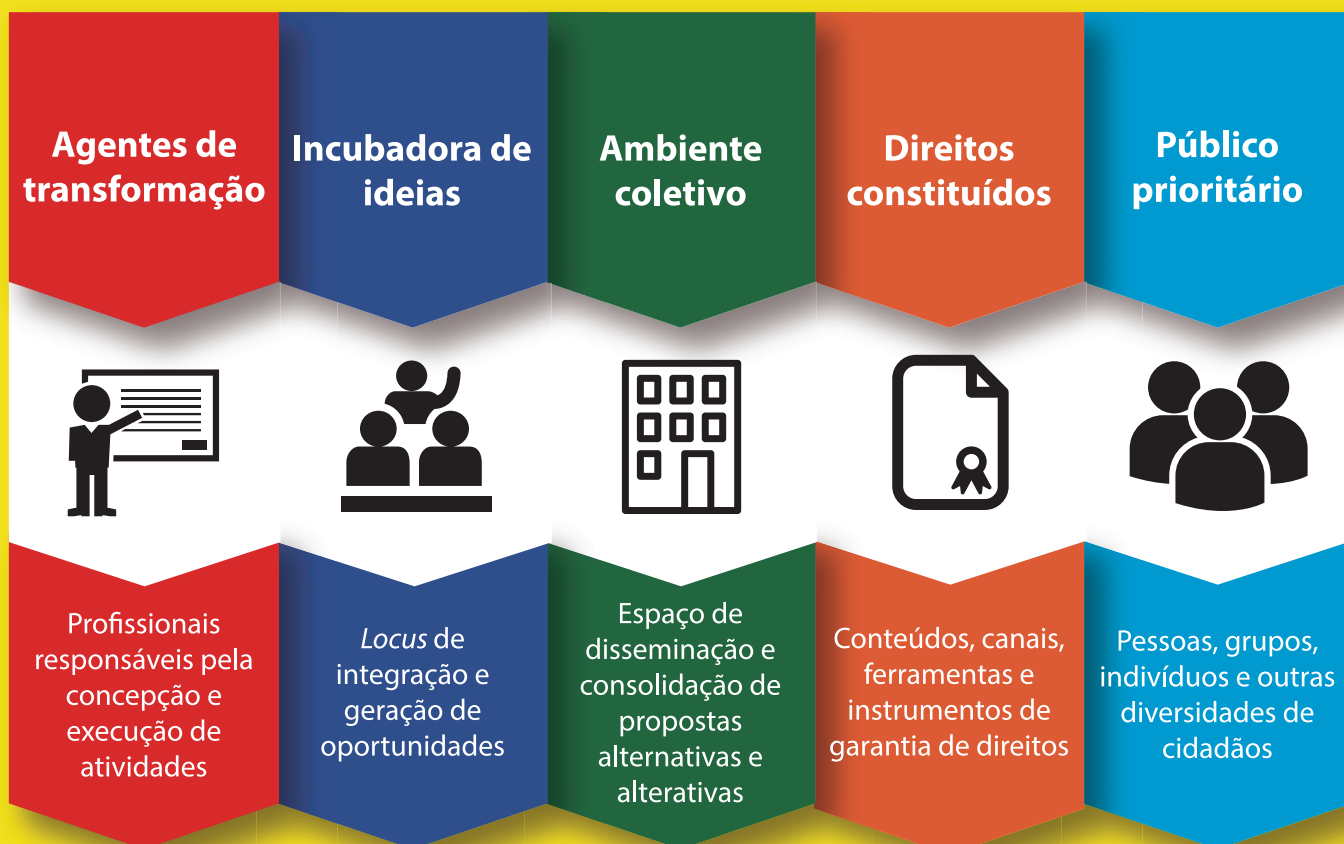 Agentes de
transformação
Incubadora de
ideias
Ambiente
coletivo
Direitos
constituídos
Público
prioritário
Profissionais
responsáveis pela
concepção e
execução de
atividades
Locus de
integração e
geração de
oportunidades
Espaço de
disseminação e
consolidação de
propostas
alternativas e
alterativas
Conteúdos, canais,
ferramentas e
instrumentos de
garantia de direitos
Pessoas, grupos,
indivíduos e outras
diversidades de
cidadãos